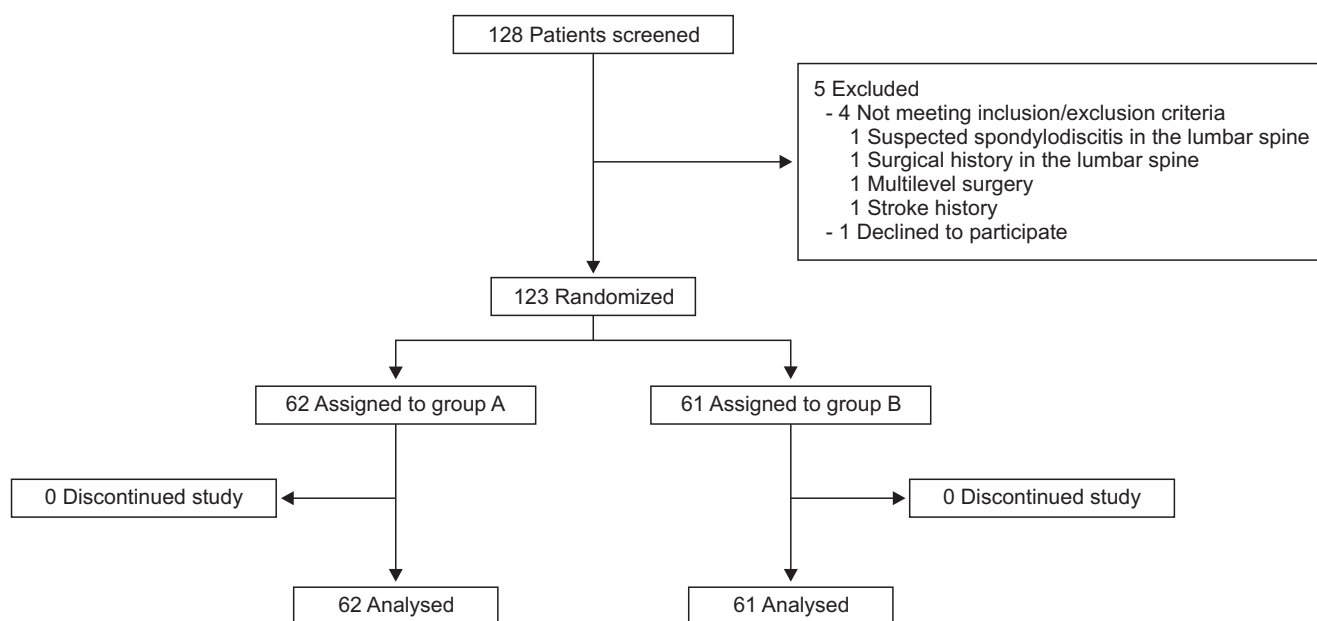 128 Patients screened
5 Excluded
- 4 Not meeting inclusion/exclusion criteria
1 Suspected spondylodiscitis in the lumbar spine
1 Surgical history in the lumbar spine
1 Multilevel surgery
1 Stroke history
- 1 Declined to participate
123 Randomized
62 Assigned to group A
61 Assigned to group B
0 Discontinued study
0 Discontinued study
62 Analysed
61 Analysed